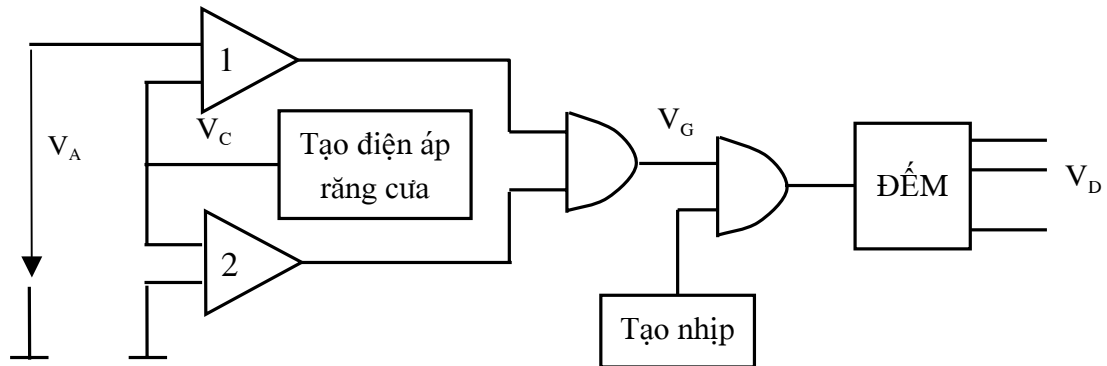 1
V_A
V_C
Tạo điện áp
răng cưa
V_G
ĐẾM
V_D
2
Tạo nhịp